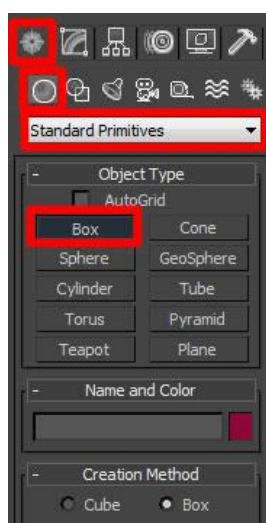 Standard Primitives
- Object Type
AutoGrid
Box Cone
Sphere GeoSphere
Cylinder Tube
Torus Pyramid
Teapot Plane
- Name and Color
- Creation Method
Cube Box